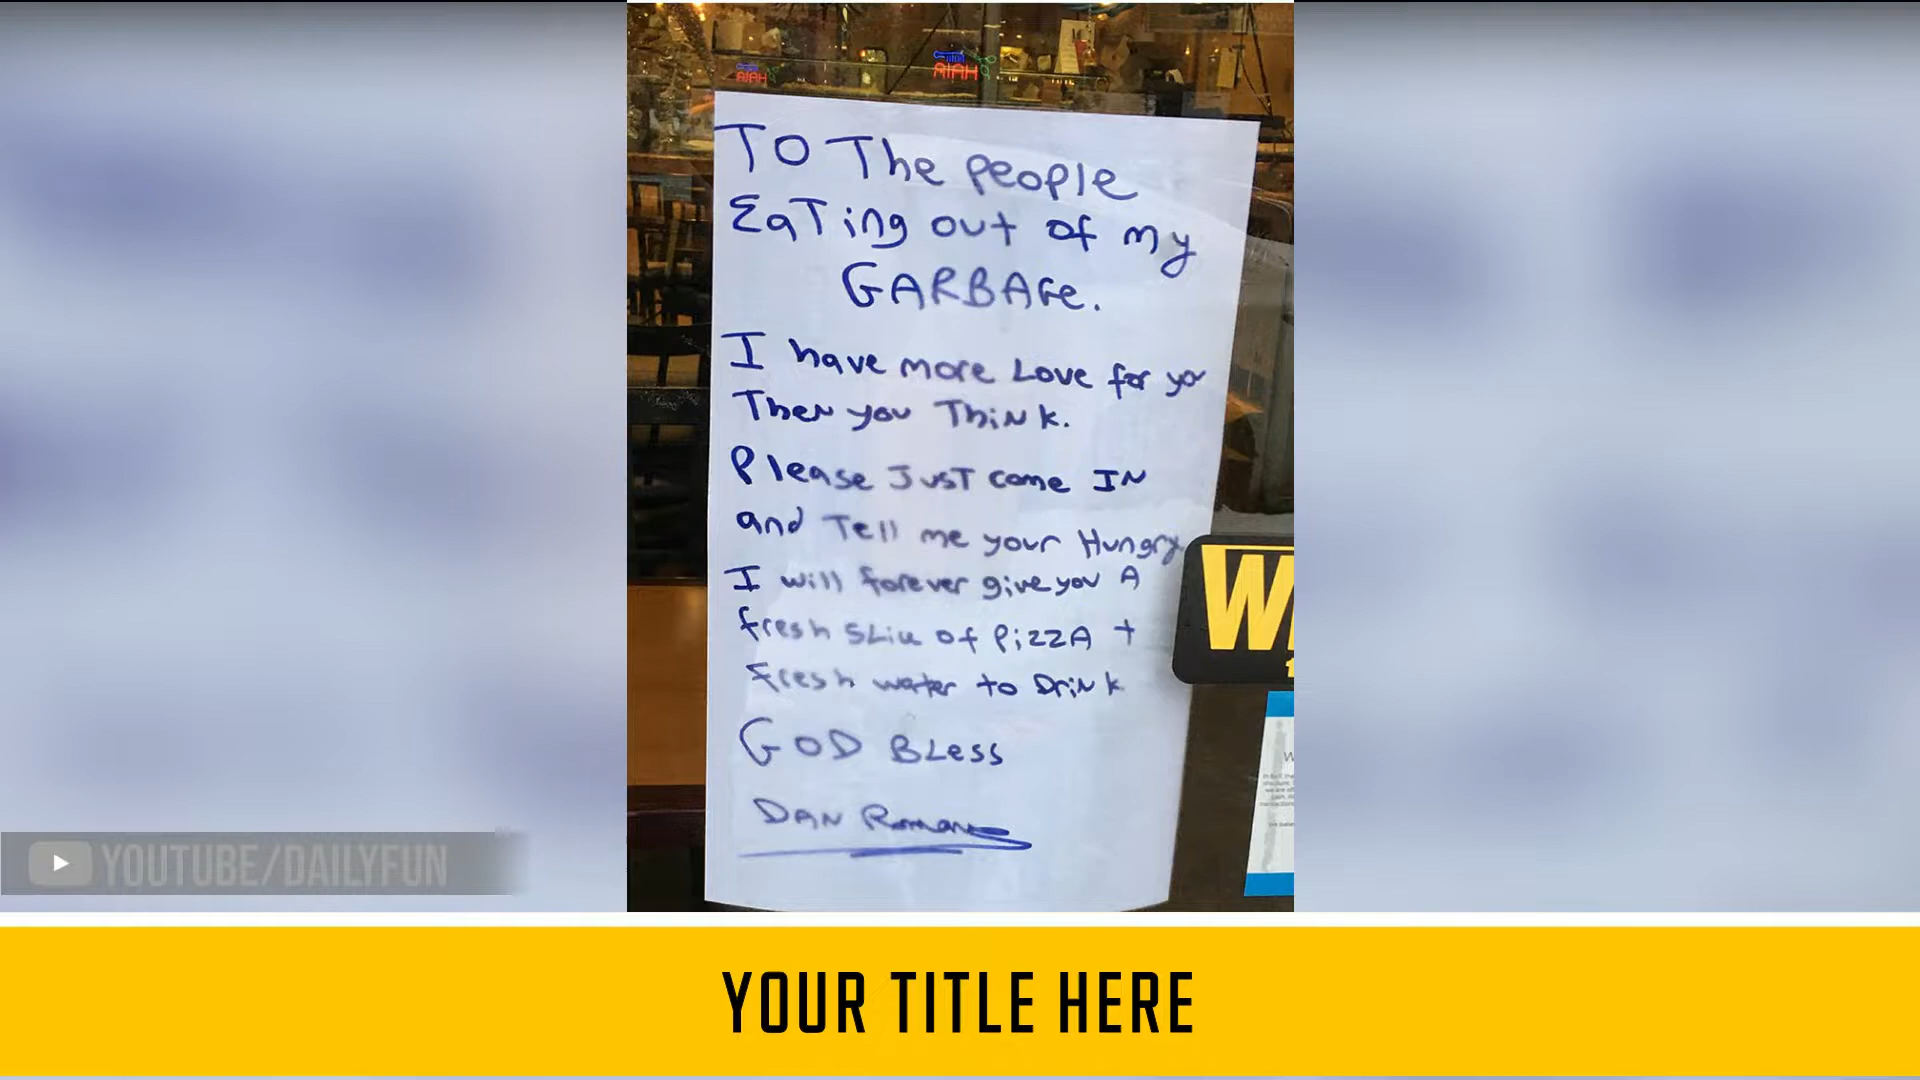 HAIR
HAIR
TO The people
EaTing out of my
GARBAGe.
I have more Love for you
Then you Think.
Please JusT come IN
and Tell me your Hungry
I will forever give you A
fresh SLice of PizzA +
fresh water to Drink
GOD BLess
DAN Romano
W
YOUTUBE/DAILYFUN
YOUR TITLE HERE